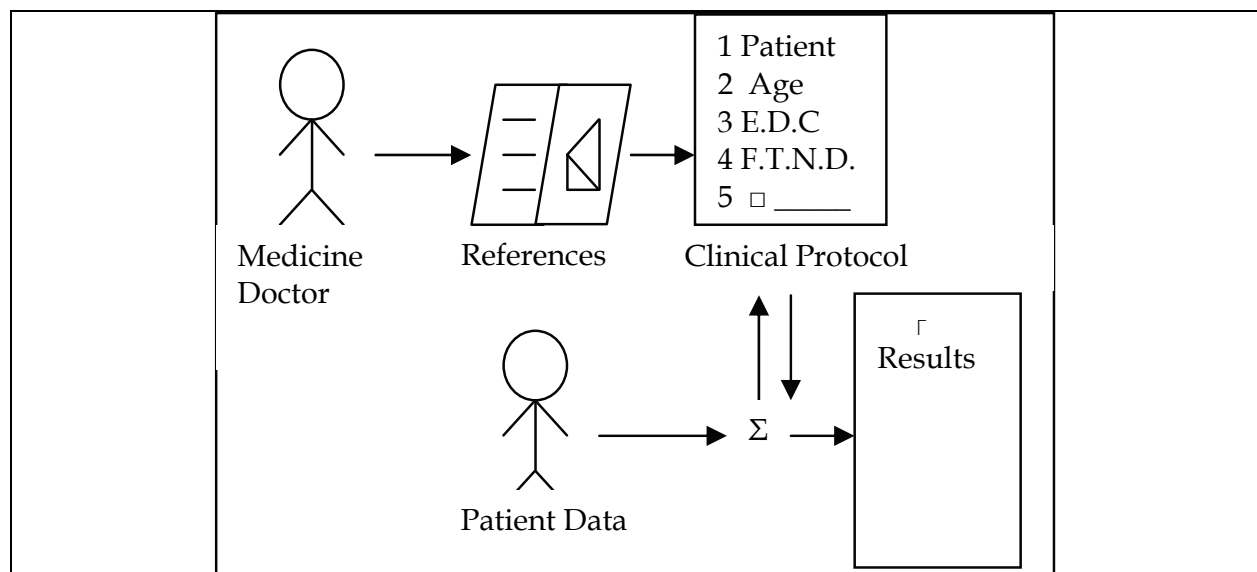 1 Patient
2 Age
3 E.D.C
4 F.T.N.D.
5 □ _____
Medicine
Doctor
References
Clinical Protocol
┌
Results
Σ
Patient Data